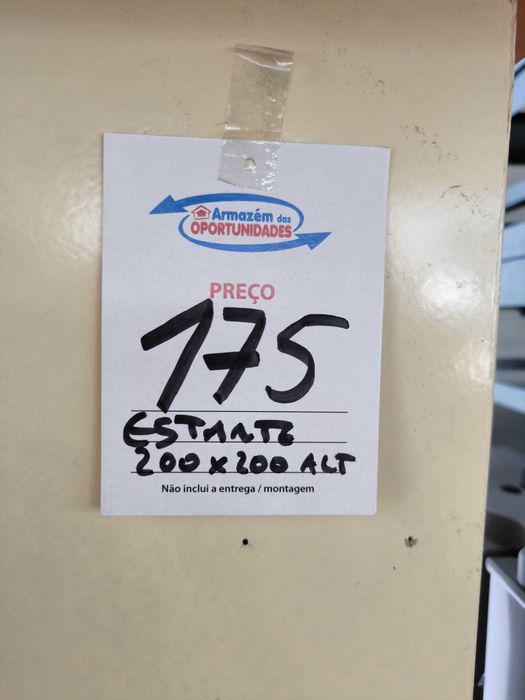 Armazém das
OPORTUNIDADES
PREÇO
175
ESTANTE
200 x 200 ALT
Não inclui a entrega / montagem